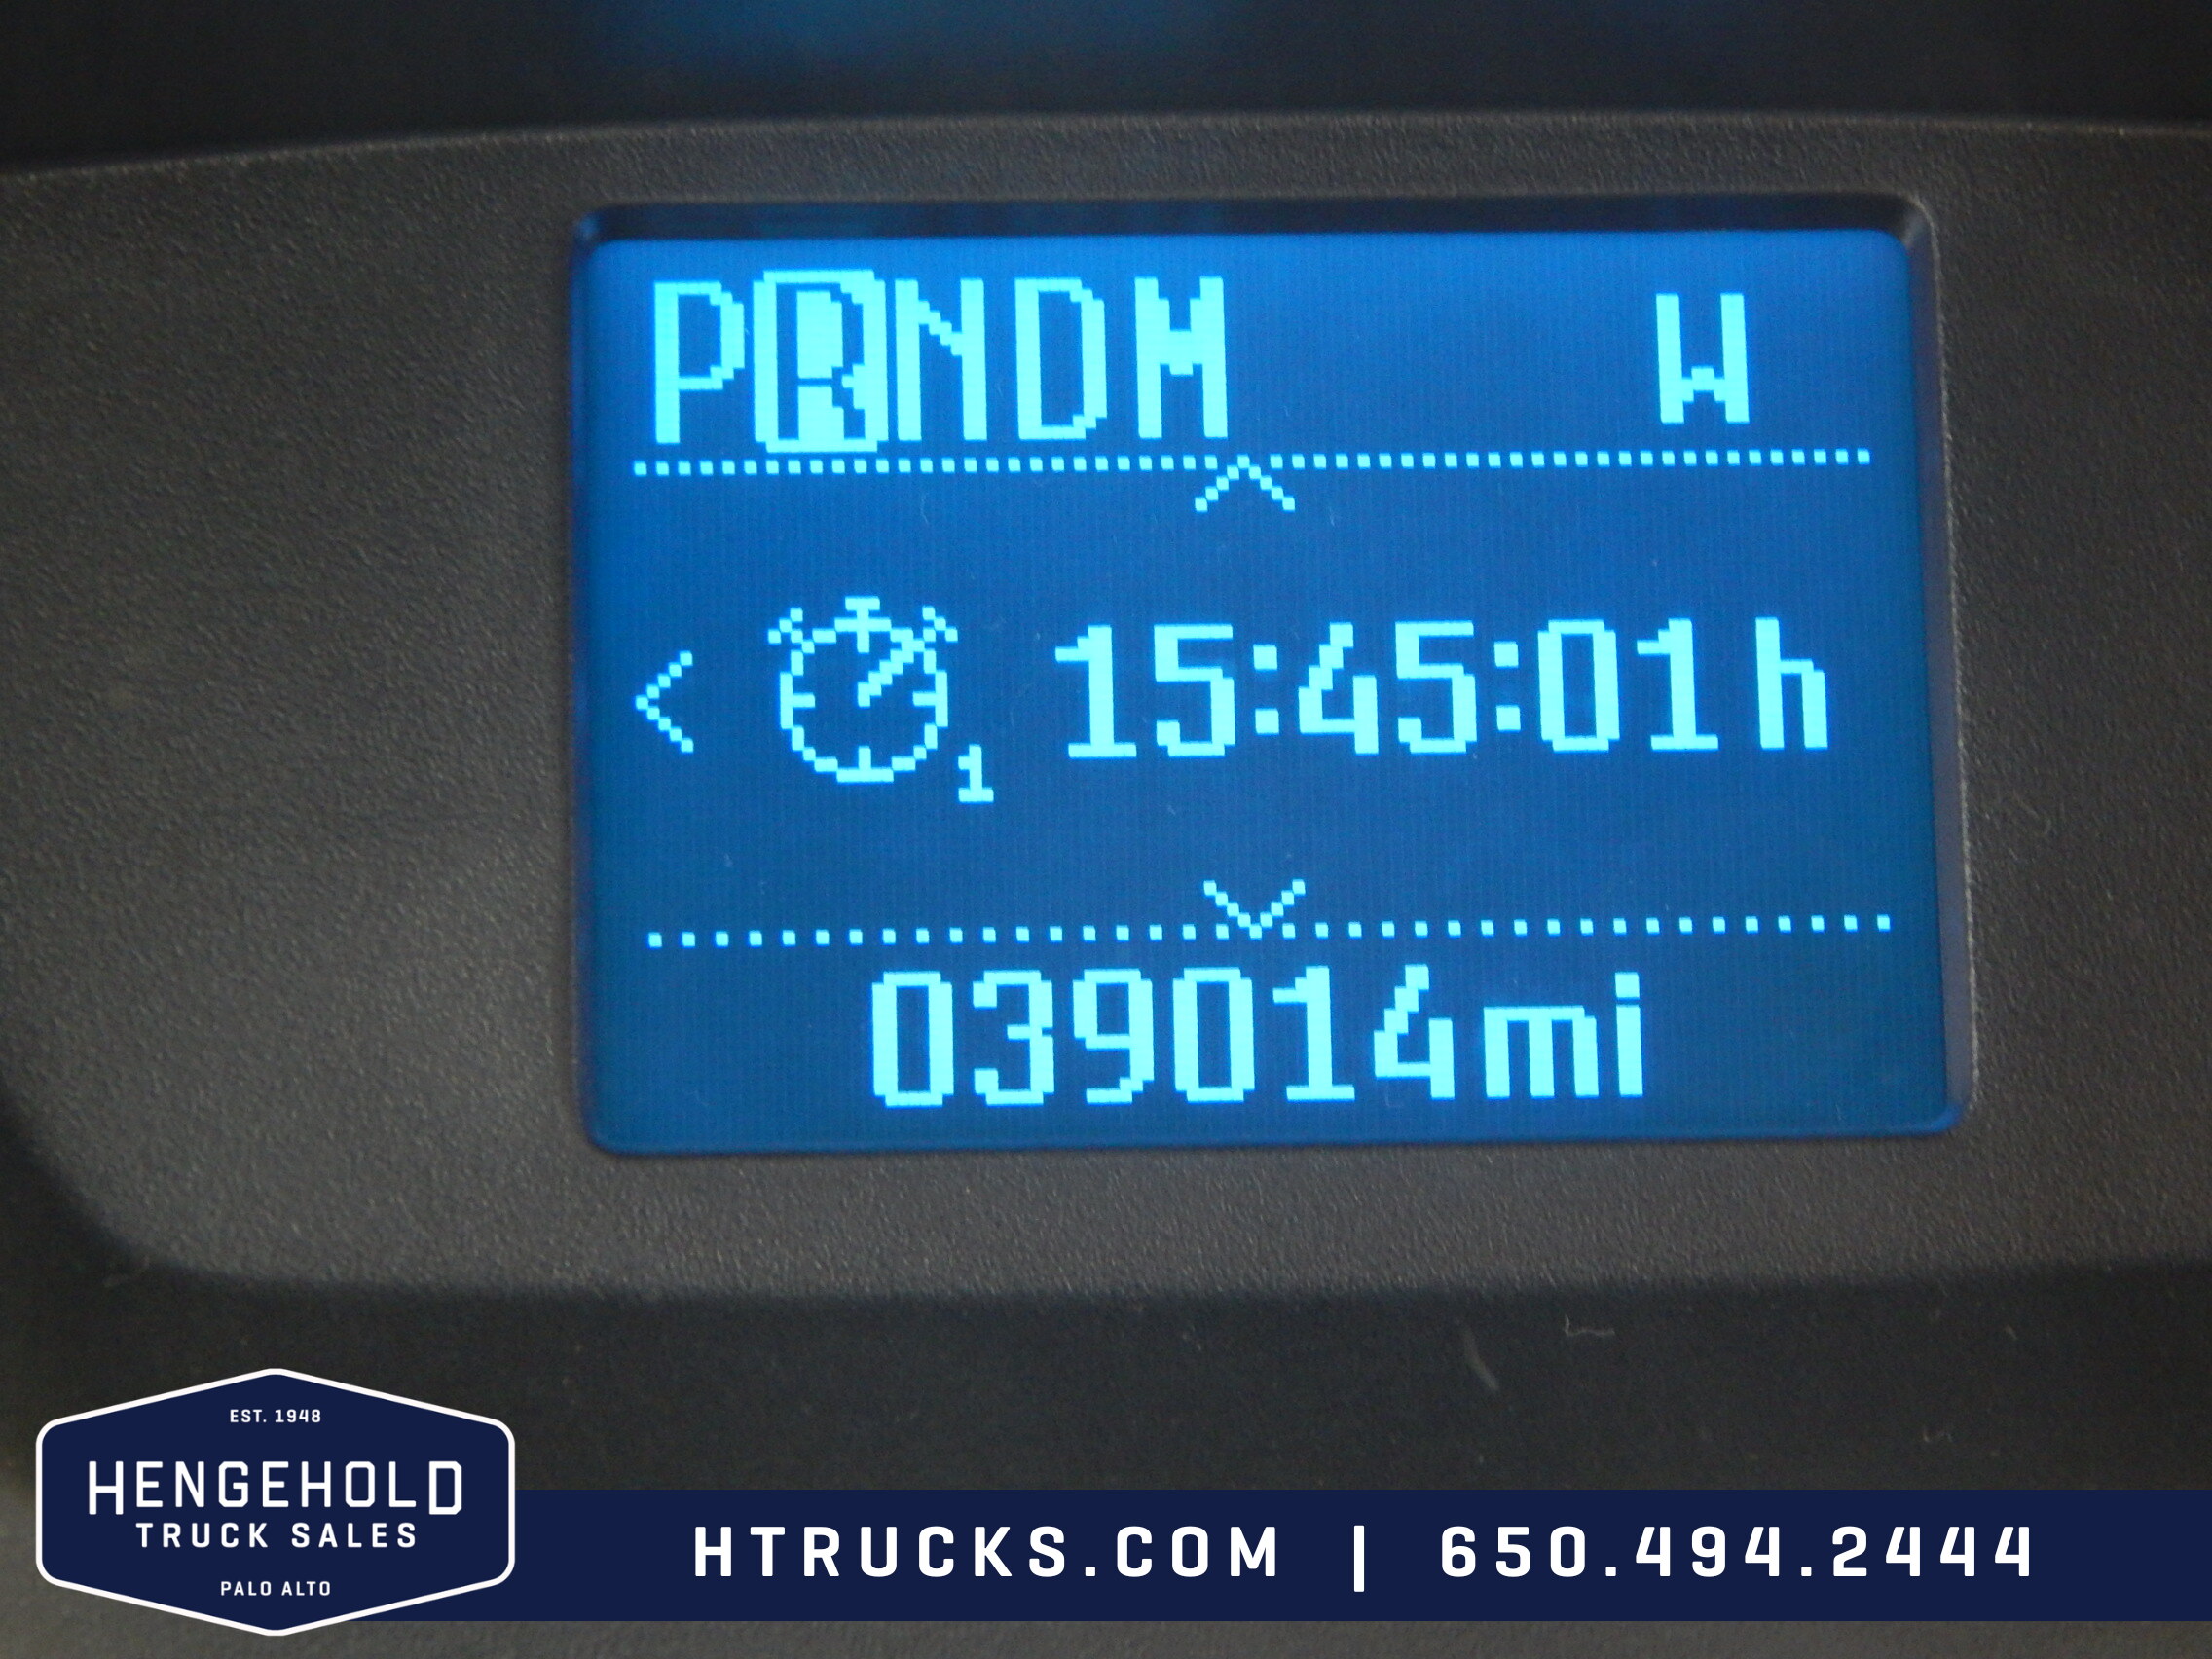 PRNDM W
1 15:45:01h
039014mi
EST. 1948
HENGEHOLD
TRUCK SALES
PALO ALTO
HTRUCKS.COM | 650.494.2444